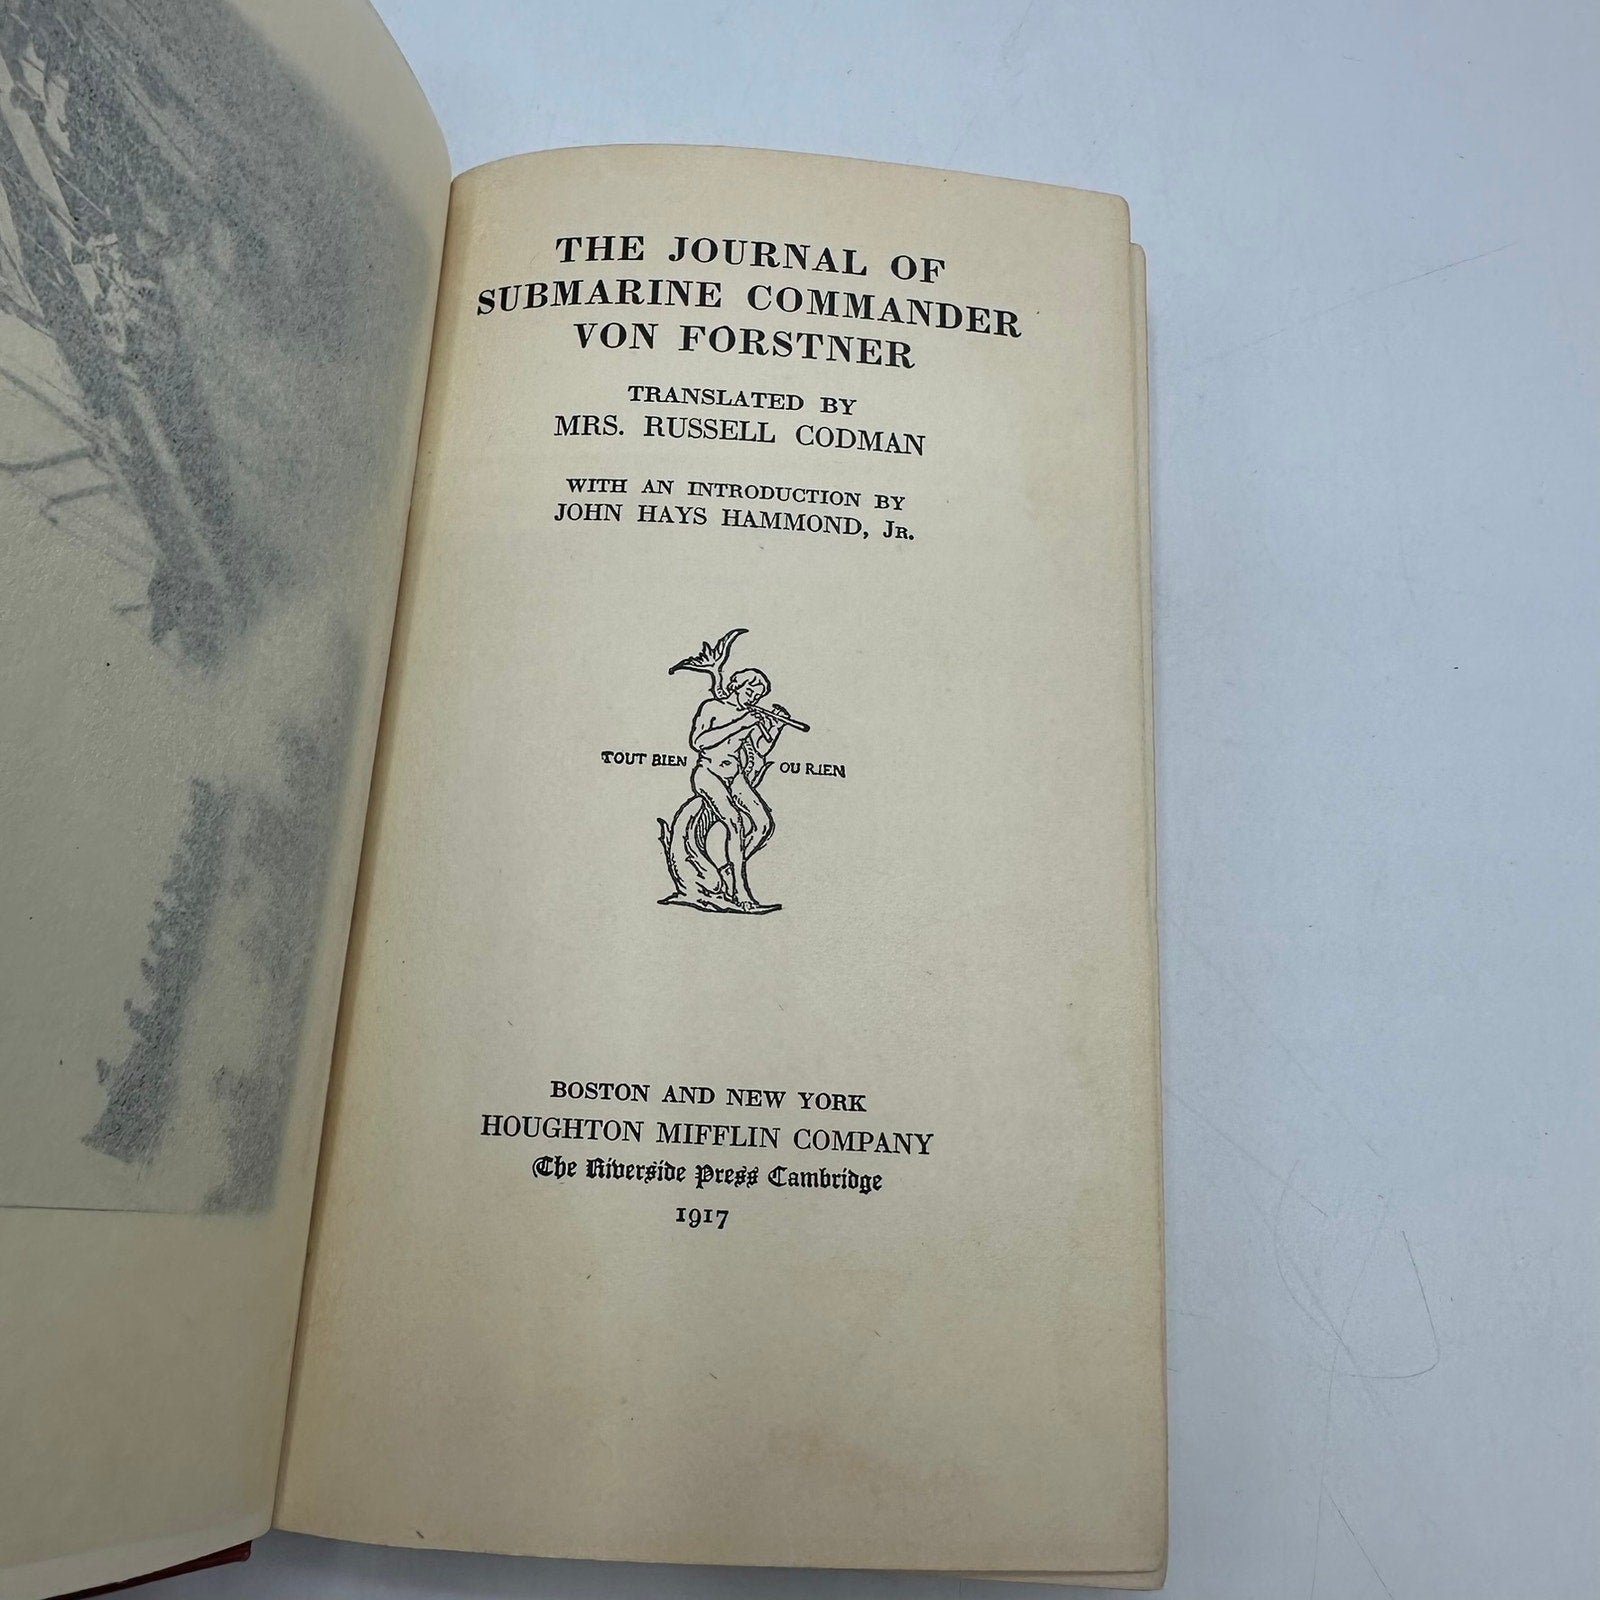 THE JOURNAL OF
SUBMARINE COMMANDER
VON FORSTNER
TRANSLATED BY
MRS. RUSSELL CODMAN
WITH AN INTRODUCTION BY
JOHN HAYS HAMMOND, JR.
TOUT BIEN OU RIEN
BOSTON AND NEW YORK
HOUGHTON MIFFLIN COMPANY
The Riverside Press Cambridge
1917